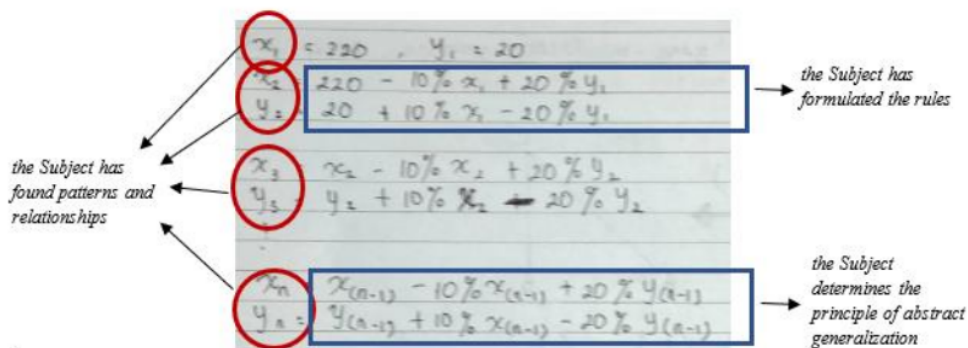 x₁ = 220 , y₁ = 20
x₂ = 220 - 10% x₁ + 20% y₁
y₂ = 20 + 10% x₁ - 20% y₁
the Subject has
formulated the rules
the Subject has
found patterns and
relationships
x₃ = x₂ - 10% x₂ + 20% y₂
y₃ = y₂ + 10% x₂ - 20% y₂
xₙ = x₍ₙ₋₁₎ - 10% x₍ₙ₋₁₎ + 20% y₍ₙ₋₁₎
yₙ = y₍ₙ₋₁₎ + 10% x₍ₙ₋₁₎ - 20% y₍ₙ₋₁₎
the Subject
determines the
principle of abstract
generalization